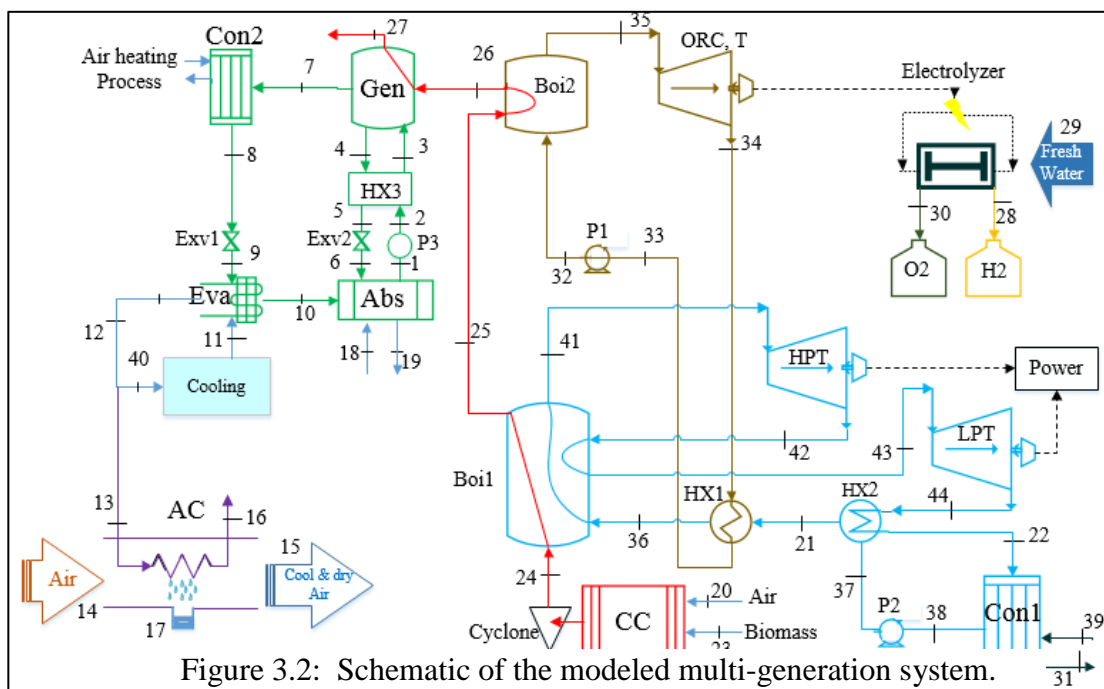 27
35
ORC, T
Con2
26
Air heating
Process
7
Gen
Boi2
Electrolyzer
29
Fresh
Water
34
8
4
3
HX3
5
2
30
28
Exv1
Exv2
P3
P1
33
9
6
1
32
O2
H2
Eva
10
Abs
12
11
25
41
40
18
19
HPT
Cooling
Power
42
43
LPT
13
AC
16
Boi1
HX1
HX2
44
15
36
21
22
Air
Cool & dry
Air
24
20
Air
37
P2
38
Con1
39
14
17
Cyclone
CC
Biomass
23
31
Figure 3.2: Schematic of the modeled multi-generation system.